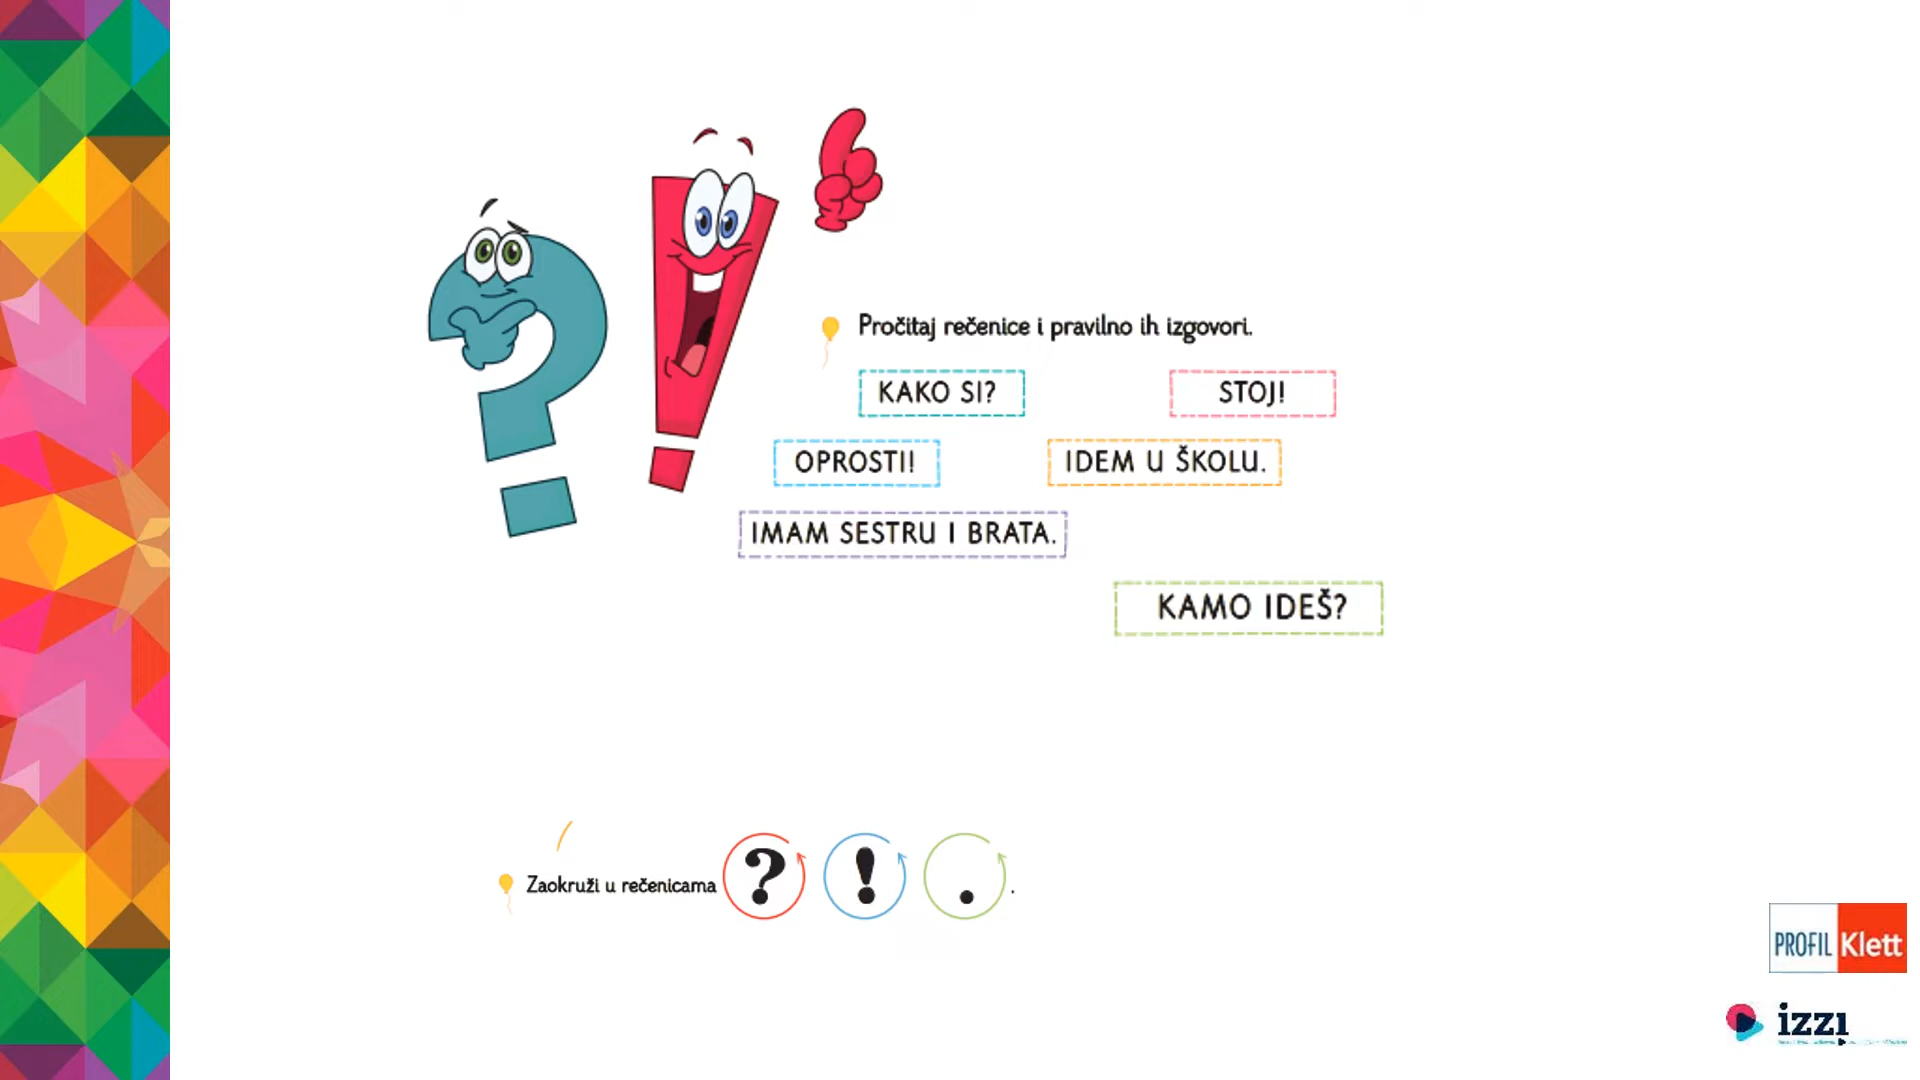 Pročitaj rečenice i pravilno ih izgovori.
KAKO SI?
STOJ!
OPROSTI!
IDEM U ŠKOLU.
IMAM SESTRU I BRATA.
KAMO IDEŠ?
Zaokruži u rečenicama ? ! . .
PROFIL Klett
izzi